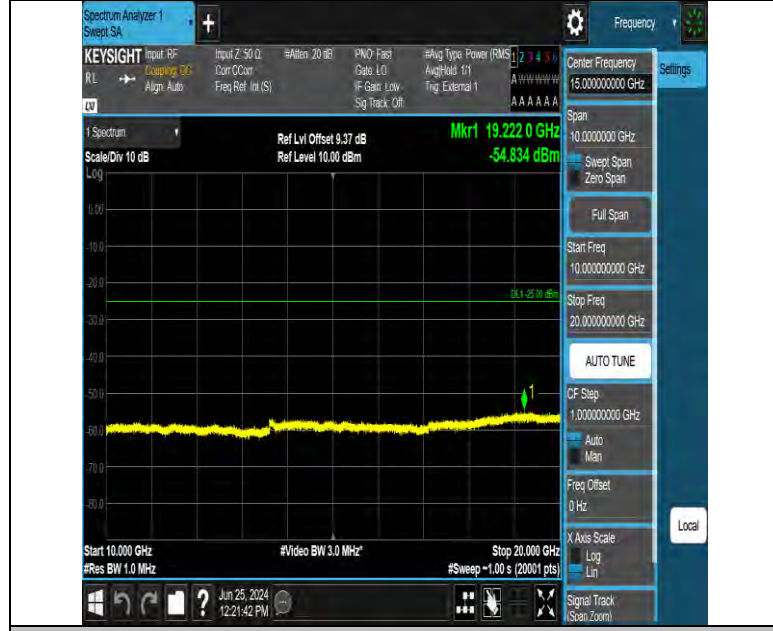 Spectrum Analyzer 1
Swept SA
+
Frequency
KEYSIGHT
RL
Input: RF
Coupling: DC
Align: Auto
Input Z: 50 Ω
Corr CCorr
Freq Ref: Int (S)
#Atten: 20 dB
PNO: Fast
Gate: LO
IF Gain: Low
Sig Track: Off
#Avg Type: Power (RMS
Avg|Hold: 1/1
Trig: External 1
1 2 3 4 5 6
A W W W W W
A A A A A A
LXI
1 Spectrum
Scale/Div 10 dB
Log
Ref Lvl Offset 9.37 dB
Ref Level 10.00 dBm
Mkr1 19.222 0 GHz
-54.834 dBm
0.00
-10.0
-20.0
DL1 -25.00 dBm
-30.0
-40.0
-50.0
1
-60.0
-70.0
-80.0
Start 10.000 GHz
#Res BW 1.0 MHz
#Video BW 3.0 MHz*
Stop 20.000 GHz
#Sweep ~1.00 s (20001 pts)
?
Jun 25, 2024
12:21:42 PM
Center Frequency
15.000000000 GHz
Settings
Span
10.0000000 GHz
Swept Span
Zero Span
Full Span
Start Freq
10.000000000 GHz
Stop Freq
20.000000000 GHz
AUTO TUNE
CF Step
1.000000000 GHz
Auto
Man
Freq Offset
0 Hz
X Axis Scale
Log
Lin
Local
Signal Track
(Span Zoom)